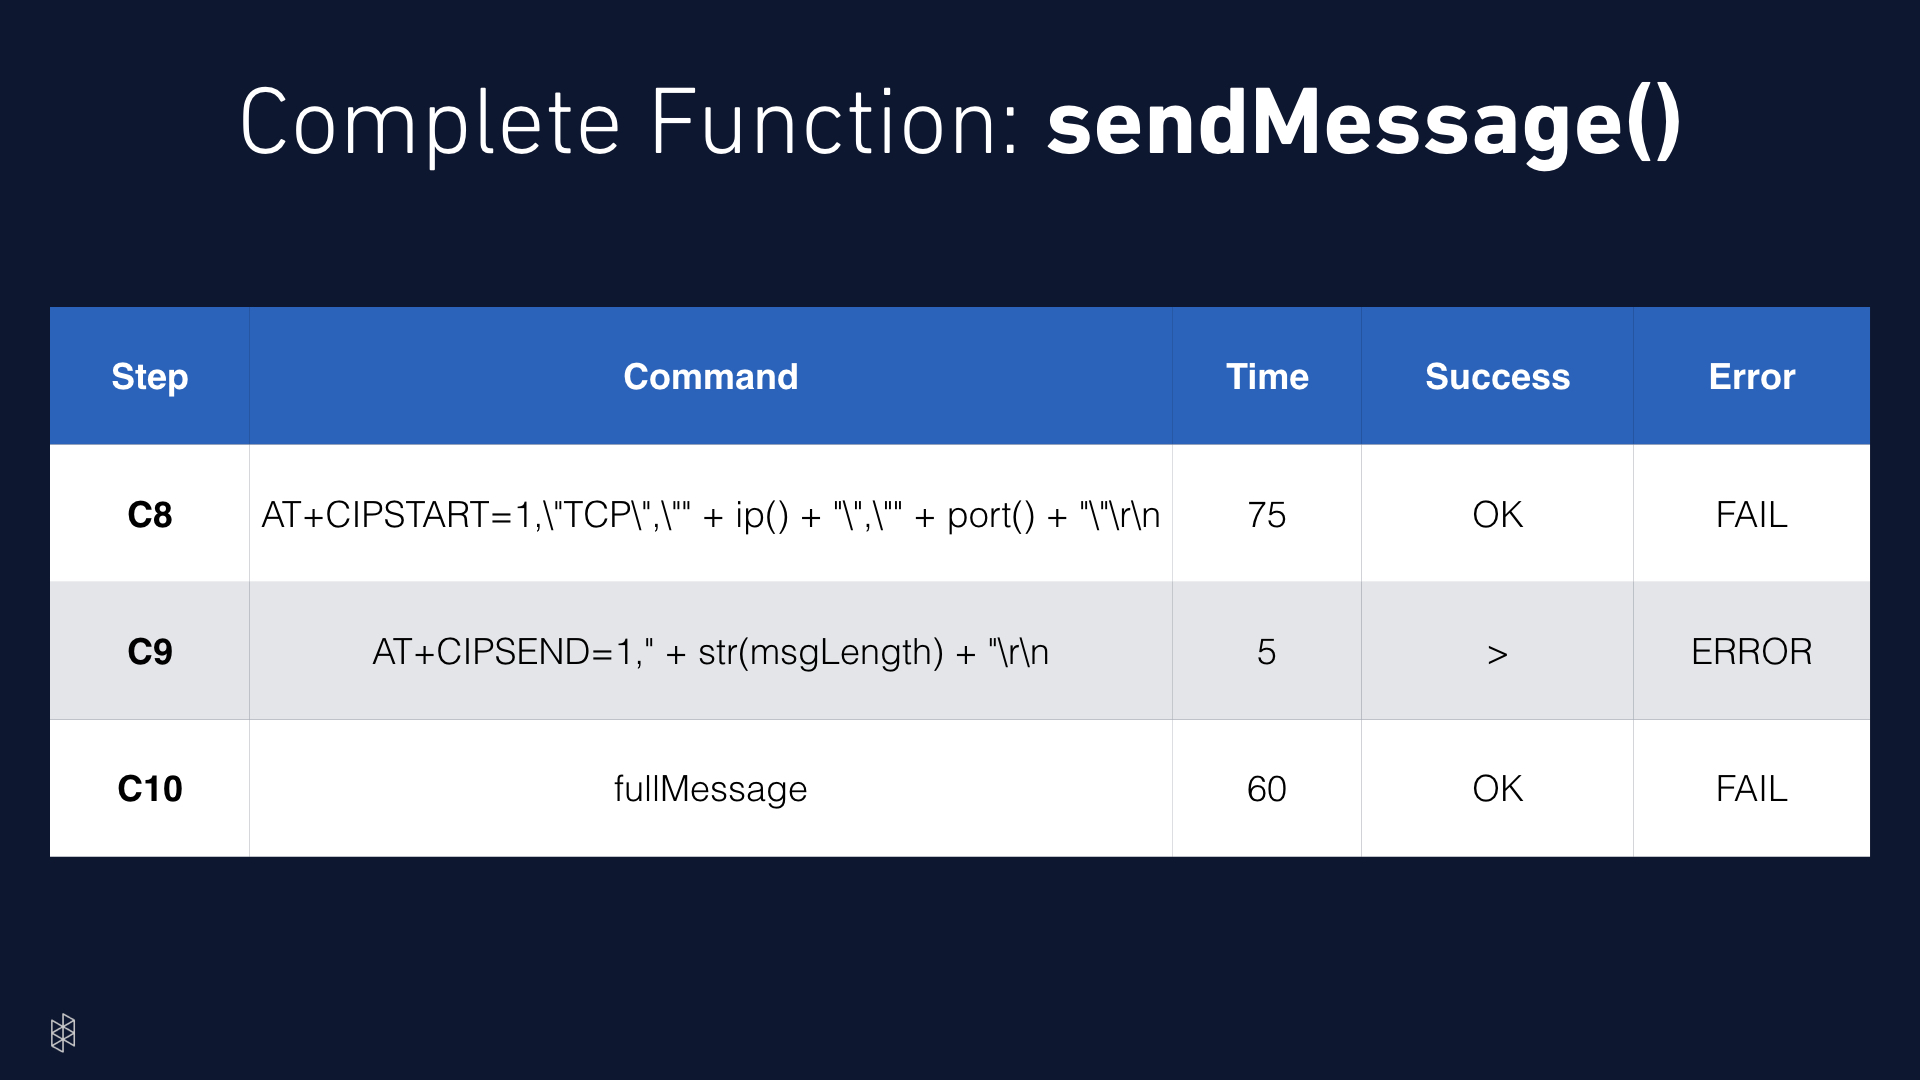 Complete Function: sendMessage()
Step Command Time Success Error
C8 AT+CIPSTART=1,\"TCP\",\"" + ip() + "\",\"" + port() + "\"\r\n 75 OK FAIL
C9 AT+CIPSEND=1," + str(msgLength) + "\r\n 5 > ERROR
C10 fullMessage 60 OK FAIL